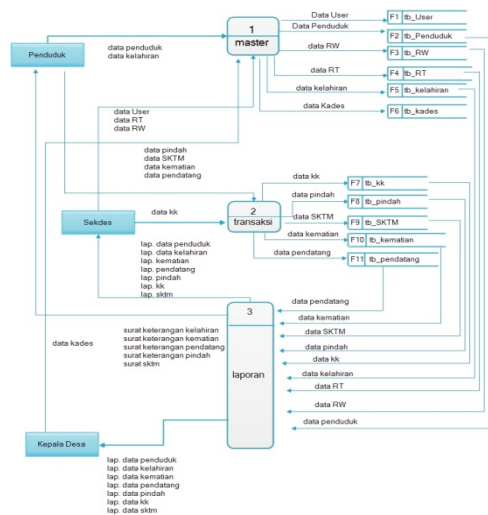 1
master
Penduduk
data penduduk
data kelahiran
Data User
Data Penduduk
data RW
data RT
data kelahiran
data Kades
F1 tb_User
F2 tb_Penduduk
F3 tb_RW
F4 tb_RT
F5 tb_kelahiran
F6 tb_kades
data User
data RT
data RW
data pindah
data SKTM
data kematian
data pendatang
Sekdes
data kk
2
transaksi
data kk
data pindah
data SKTM
data kematian
data pendatang
F7 tb_kk
F8 tb_pindah
F9 tb_SKTM
F10 tb_kematian
F11 tb_pendatang
lap. data penduduk
lap. data kelahiran
lap. kematian
lap. pendatang
lap. pindah
lap. kk
lap. sktm
3
laporan
surat keterangan kelahiran
surat keterangan kematian
surat keterangan pendatang
surat keterangan pindah
surat sktm
data kades
data pendatang
data kematian
data SKTM
data pindah
data kk
data kelahiran
data RT
data RW
data penduduk
Kepala Desa
lap. data penduduk
lap. data kelahiran
lap. data kematian
lap. data pendatang
lap. data pindah
lap. data kk
lap. data sktm